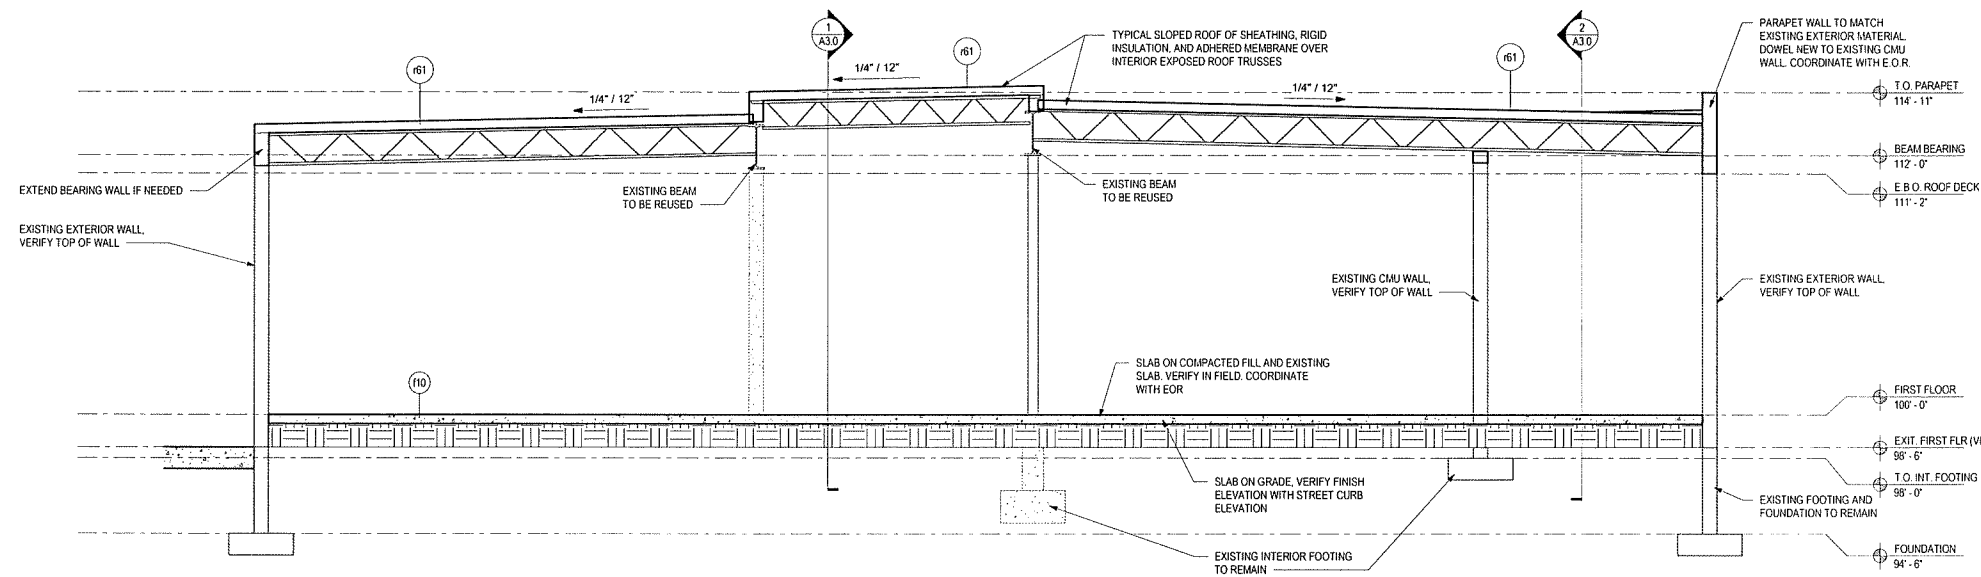 1
A3.0
2
A3.0
r61
r61
r61
1/4" / 12"
1/4" / 12"
1/4" / 12"
TYPICAL SLOPED ROOF OF SHEATHING, RIGID
INSULATION, AND ADHERED MEMBRANE OVER
INTERIOR EXPOSED ROOF TRUSSES
PARAPET WALL TO MATCH
EXISTING EXTERIOR MATERIAL.
DOWEL NEW TO EXISTING CMU
WALL. COORDINATE WITH E.O.R.
T.O. PARAPET
114' - 11"
BEAM BEARING
112' - 0"
E.B.O. ROOF DECK
111' - 2"
EXTEND BEARING WALL IF NEEDED
EXISTING BEAM
TO BE REUSED
EXISTING BEAM
TO BE REUSED
EXISTING EXTERIOR WALL,
VERIFY TOP OF WALL
EXISTING CMU WALL,
VERIFY TOP OF WALL
EXISTING EXTERIOR WALL,
VERIFY TOP OF WALL
f10
SLAB ON COMPACTED FILL AND EXISTING
SLAB. VERIFY IN FIELD. COORDINATE
WITH EOR
FIRST FLOOR
100' - 0"
EXIT. FIRST FLR (VI
98' - 6"
T.O. INT. FOOTING
98' - 0"
SLAB ON GRADE, VERIFY FINISH
ELEVATION WITH STREET CURB
ELEVATION
EXISTING FOOTING AND
FOUNDATION TO REMAIN
EXISTING INTERIOR FOOTING
TO REMAIN
FOUNDATION
94' - 6"